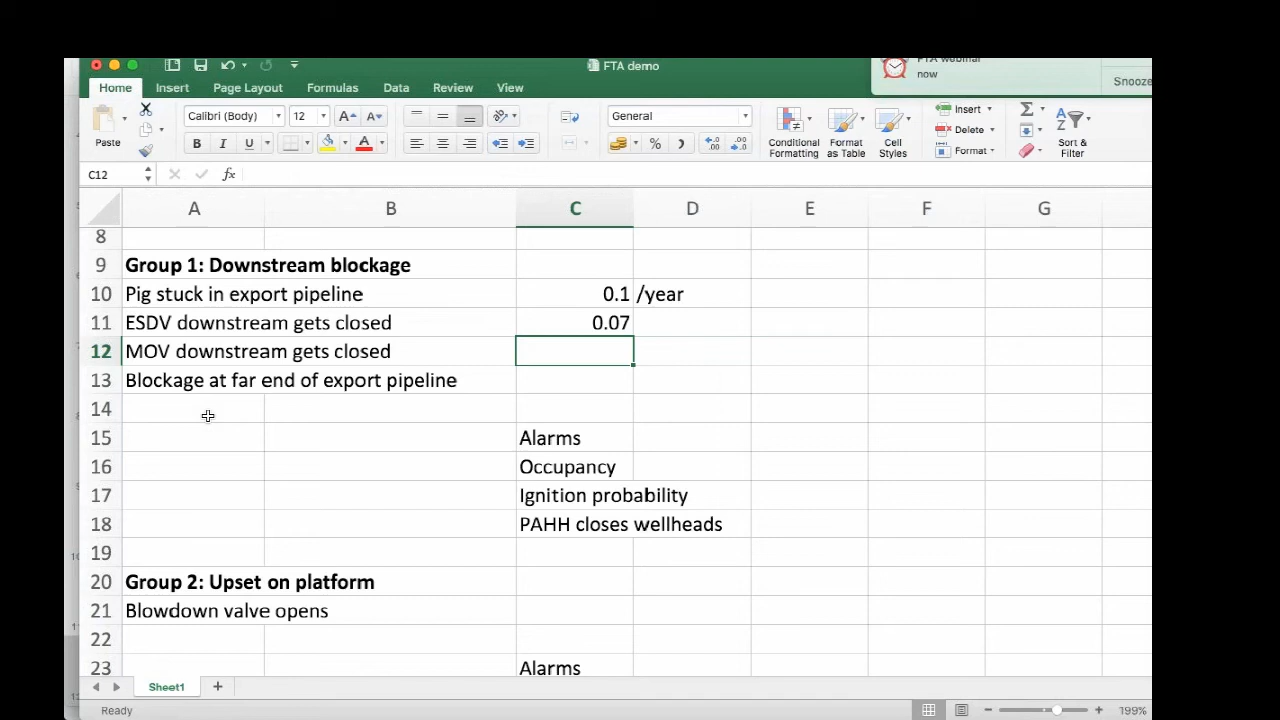 FTA demo
FTA webinar
now
Snooze
Home Insert Page Layout Formulas Data Review View
Paste
Calibri (Body) 12
General
Conditional Formatting
Format as Table
Cell Styles
Insert
Delete
Format
Sort & Filter
C12 fx
A B C D E F G
8
9 Group 1: Downstream blockage
10 Pig stuck in export pipeline 0.1 /year
11 ESDV downstream gets closed 0.07
12 MOV downstream gets closed
13 Blockage at far end of export pipeline
14
15 Alarms
16 Occupancy
17 Ignition probability
18 PAHH closes wellheads
19
20 Group 2: Upset on platform
21 Blowdown valve opens
22
23 Alarms
Sheet1
Ready 199%